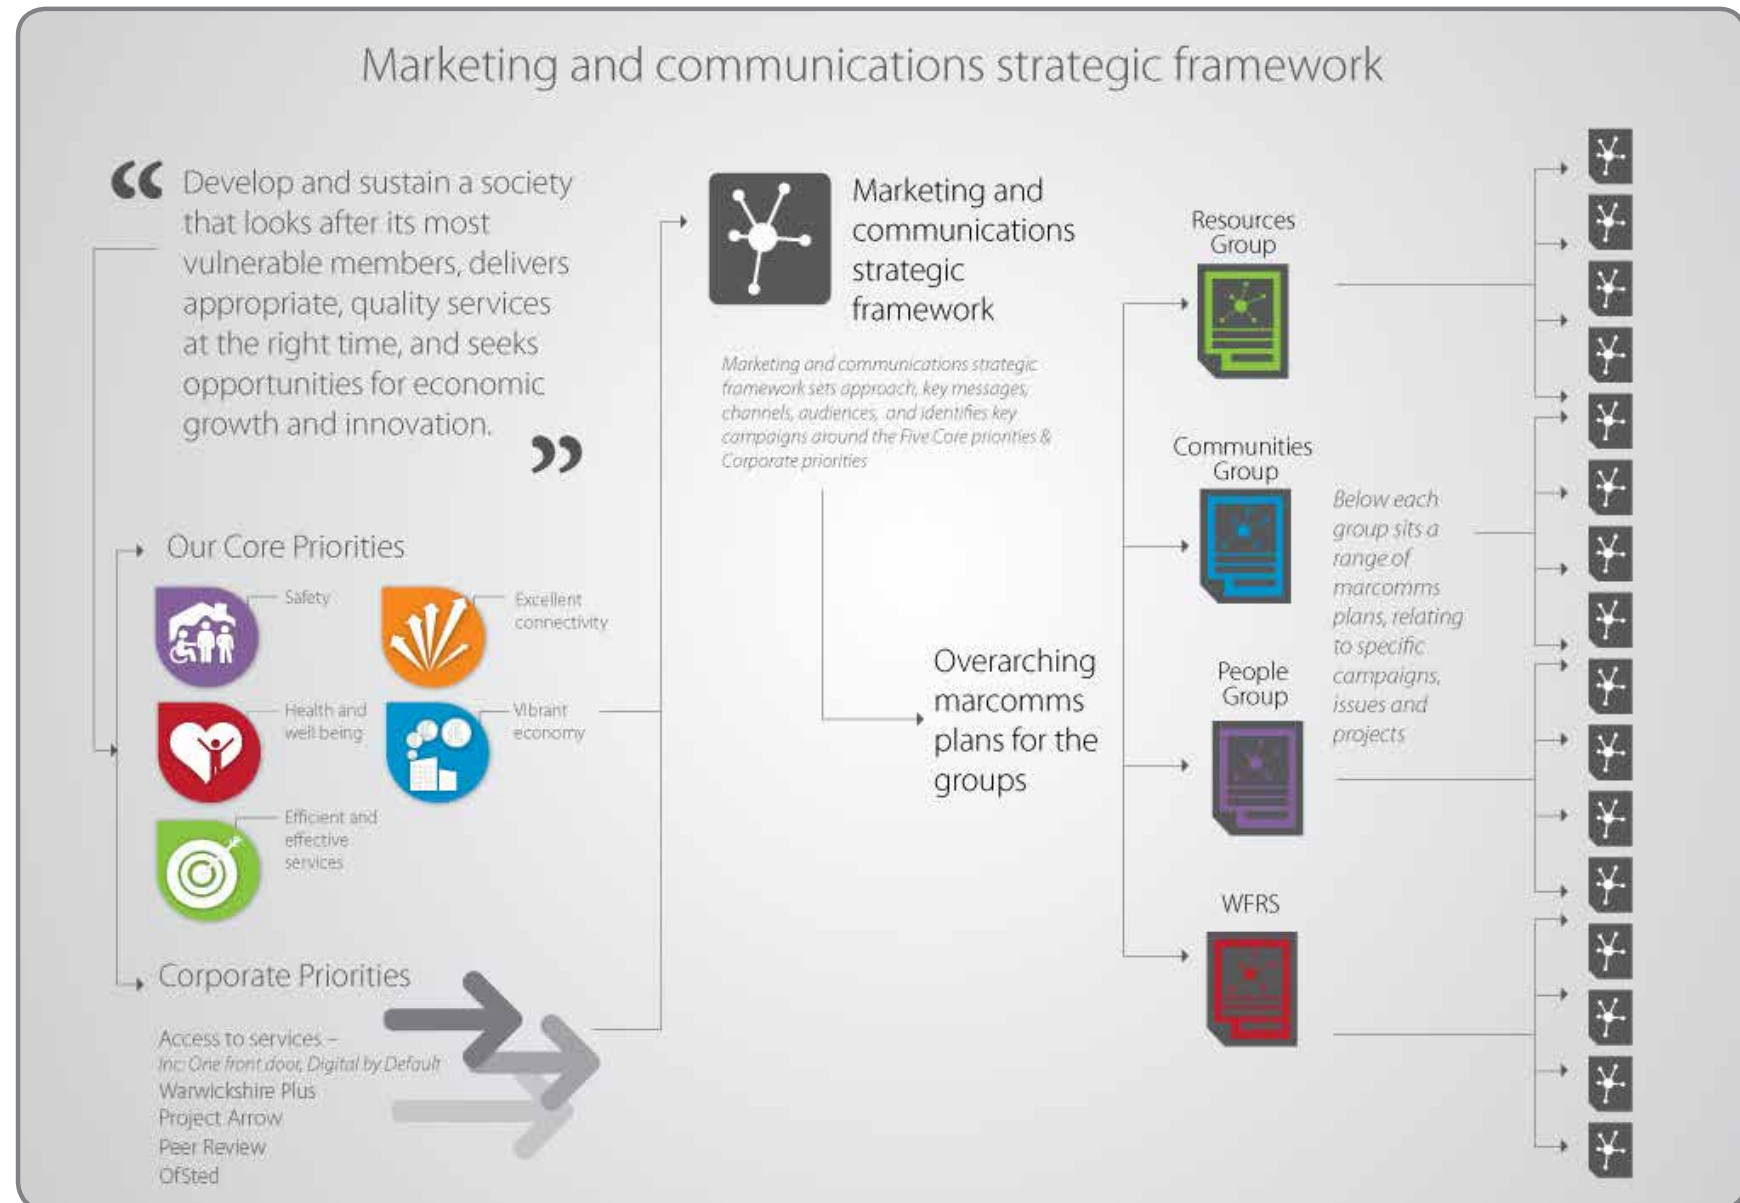 Marketing and communications strategic framework
“ Develop and sustain a society
that looks after its most
vulnerable members, delivers
appropriate, quality services
at the right time, and seeks
opportunities for economic
growth and innovation. ”
Our Core Priorities
Safety
Excellent
connectivity
Health and
well being
Vibrant
economy
Efficient and
effective
services
Corporate Priorities
Access to services –
Inc: One front door, Digital by Default
Warwickshire Plus
Project Arrow
Peer Review
OfSted
Marketing and
communications
strategic
framework
Marketing and communications strategic
framework sets approach, key messages,
channels, audiences, and identifies key
campaigns around the Five Core priorities &
Corporate priorities
Overarching
marcomms
plans for the
groups
Resources
Group
Communities
Group
People
Group
WFRS
Below each
group sits a
range of
marcomms
plans, relating
to specific
campaigns,
issues and
projects